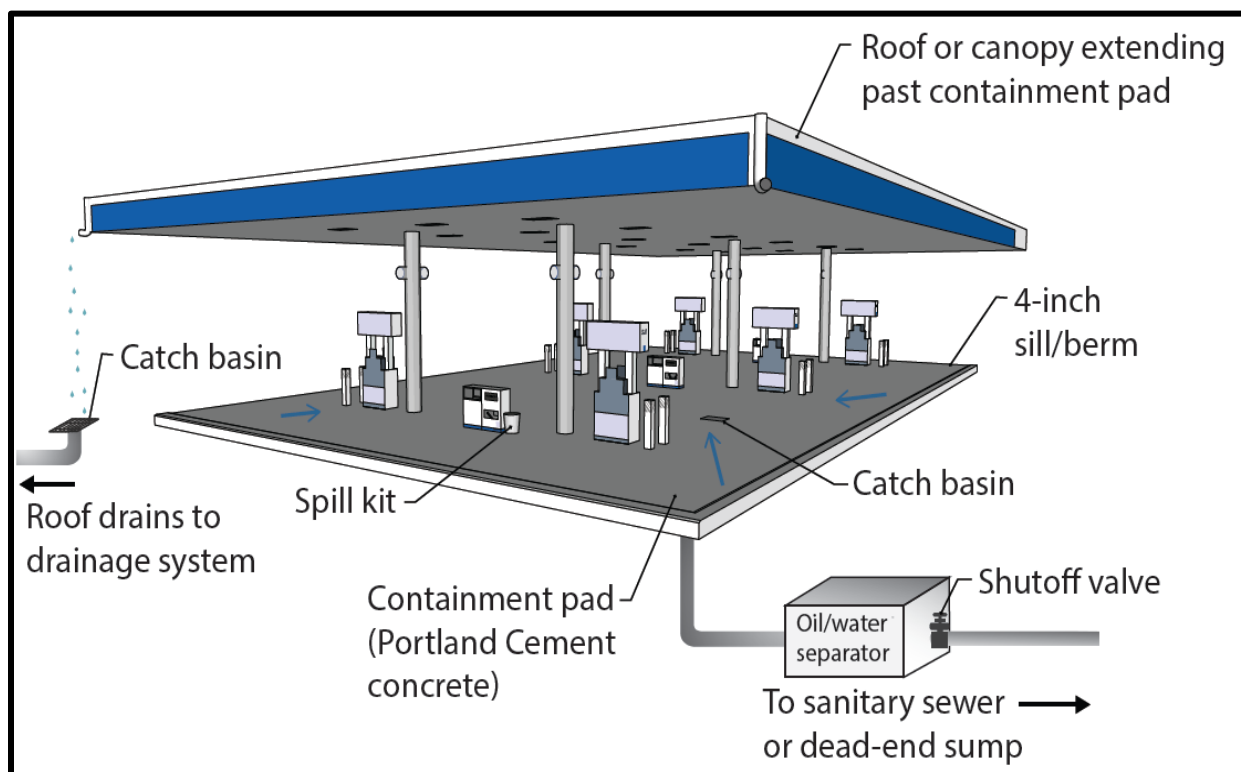 Roof or canopy extending
past containment pad
4-inch
sill/berm
Catch basin
Spill kit
Catch basin
Roof drains to
drainage system
Containment pad
(Portland Cement
concrete)
Shutoff valve
Oil/water
separator
To sanitary sewer
or dead-end sump